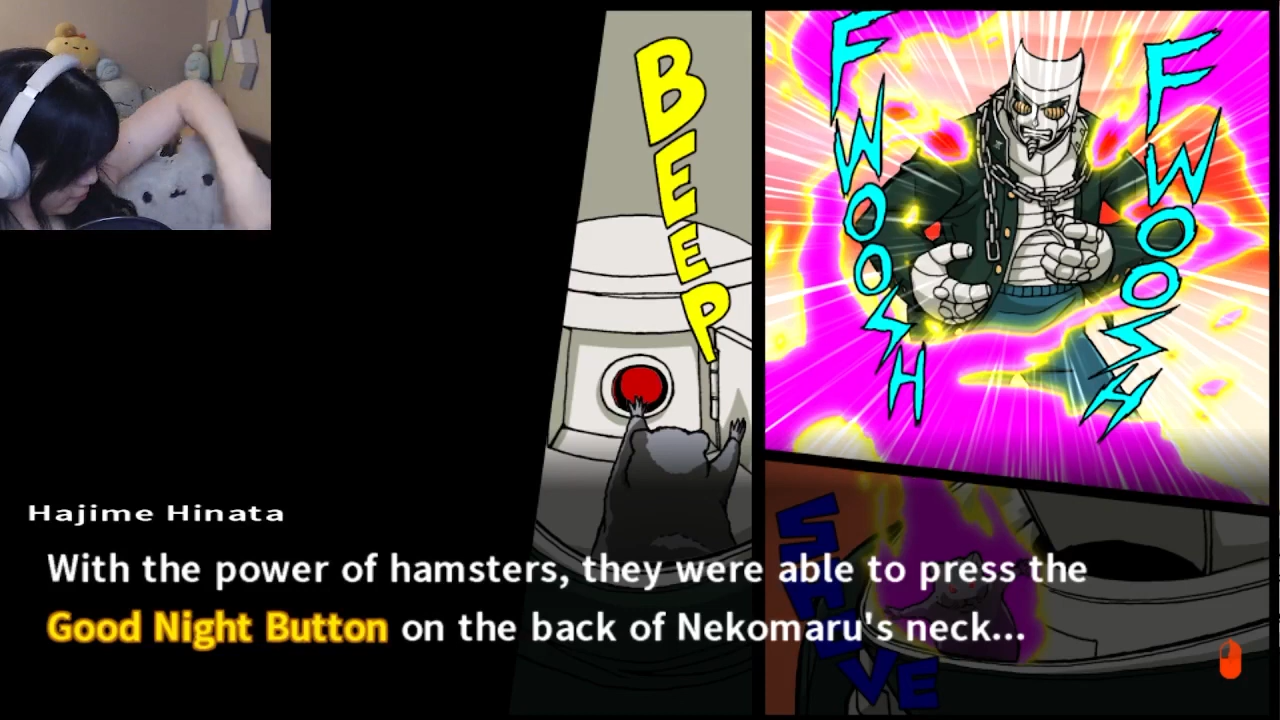 BEEP
FWOOSH
FWOOSH
SHOVE
Hajime Hinata
With the power of hamsters, they were able to press the
Good Night Button on the back of Nekomaru's neck...